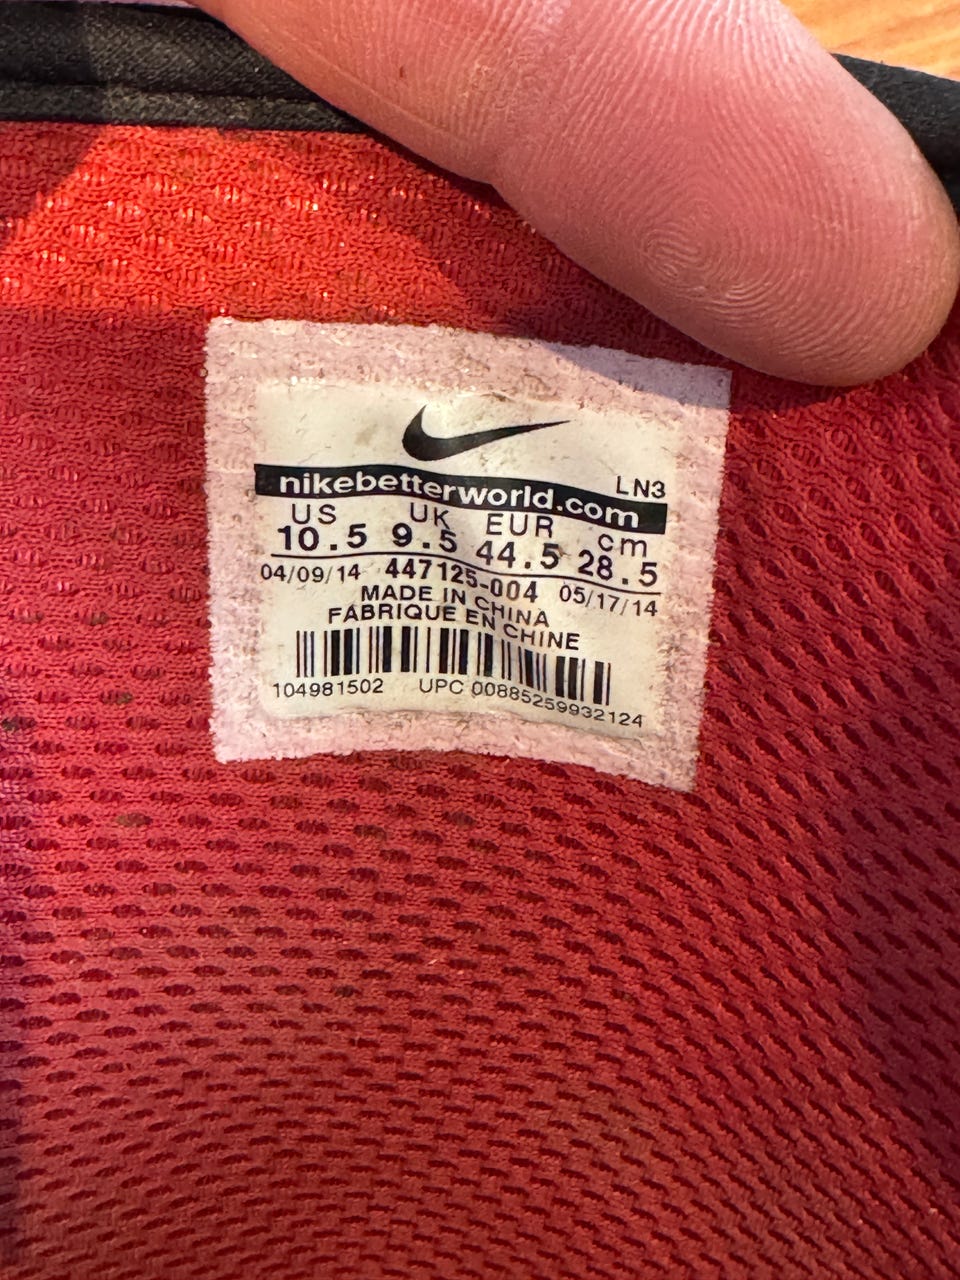 nikebetterworld.com LN3
US UK EUR cm
10.5 9.5 44.5 28.5
04/09/14 447125-004 05/17/14
MADE IN CHINA
FABRIQUE EN CHINE
104981502 UPC 00885259932124